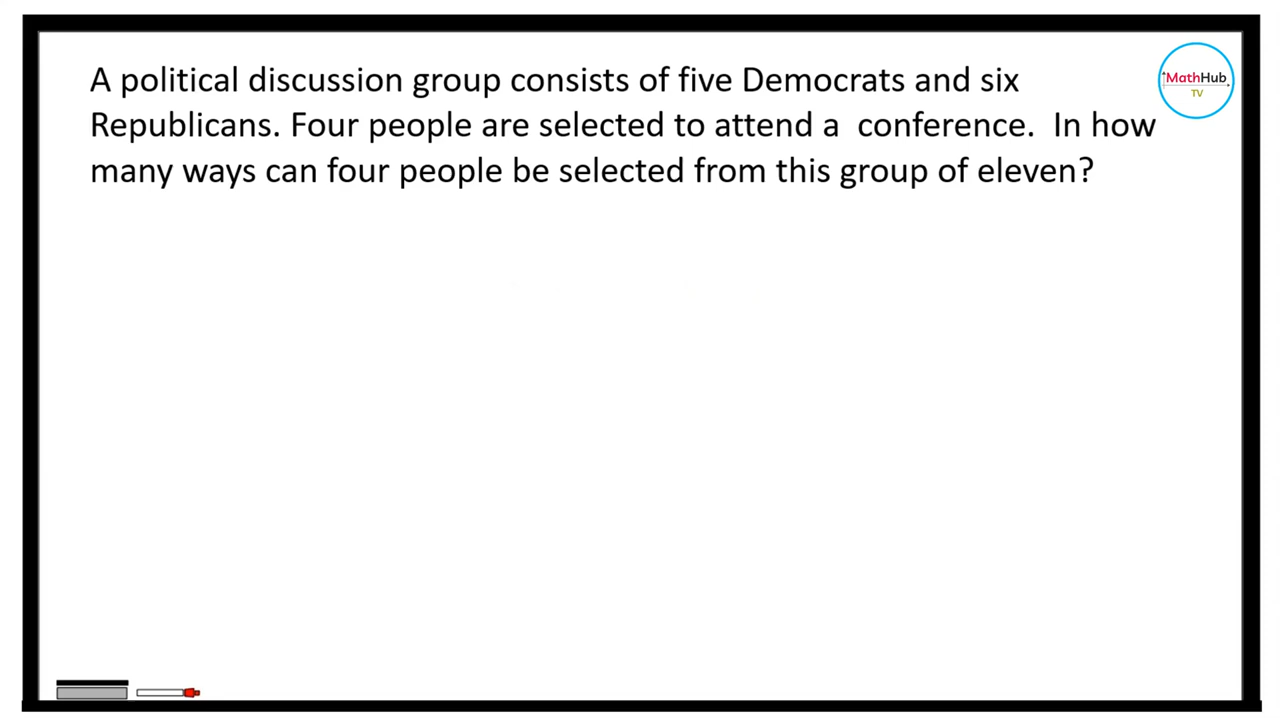 A political discussion group consists of five Democrats and six
Republicans. Four people are selected to attend a  conference.  In how
many ways can four people be selected from this group of eleven?
MathHub
TV